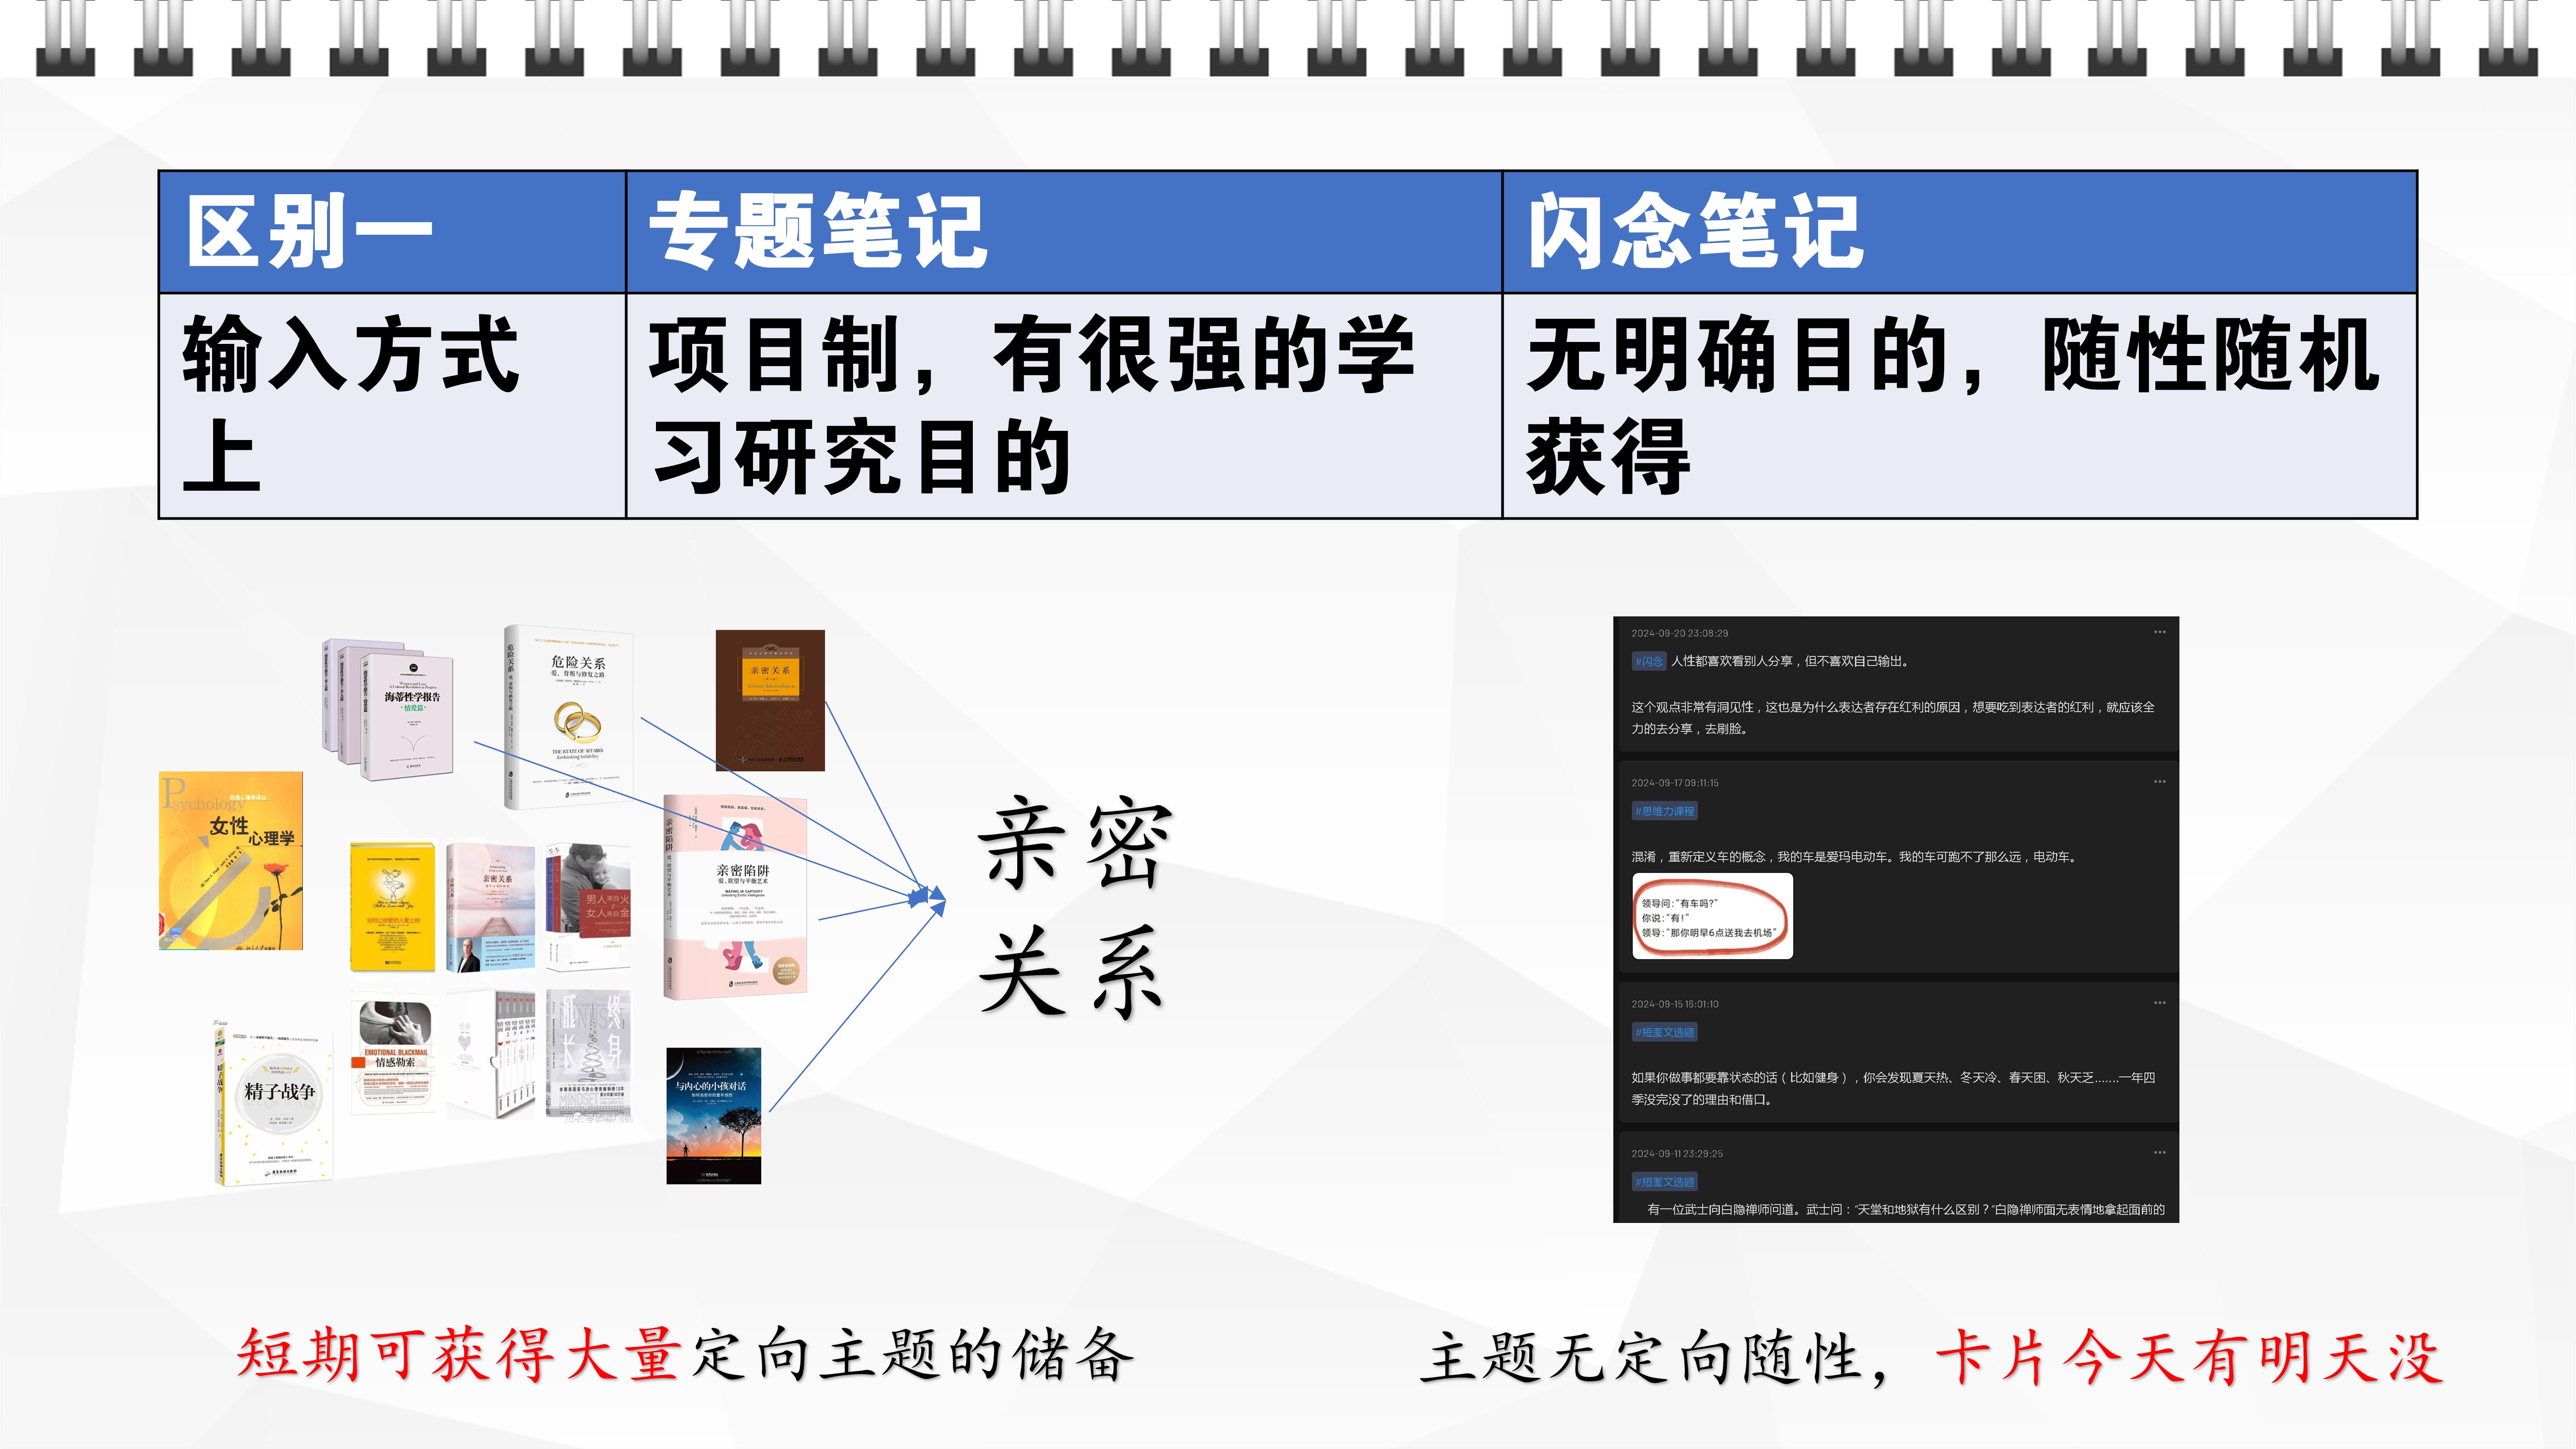 区别一
专题笔记
闪念笔记
输入方式
上
项目制，有很强的学
习研究目的
无明确目的，随性随机
获得
海蒂性学报告
·情爱篇·
危险关系
爱、背叛与修复之路
THE STATE OF AFFAIRS
Rethinking Infidelity
亲密关系
Psychology
女性
心理学
亲密关系
男人来自火
女人来自金
亲密陷阱
爱、欲望与平衡艺术
MATING IN CAPTIVITY
EMOTIONAL BLACKMAIL
情感勒索
终身
成长
MINDSET
精子战争
与内心的小孩对话
亲密
关系
2024-09-20 23:08:29
#闪念 人性都喜欢看别人分享，但不喜欢自己输出。
这个观点非常有洞见性，这也是为什么表达者存在红利的原因，想要吃到表达者的红利，就应该全
力的去分享，去刷脸。
2024-09-17 09:11:15
#思维力课程
混淆，重新定义车的概念，我的车是爱玛电动车。我的车可跑不了那么远，电动车。
领导问：“有车吗?”
你说：“有!”
领导：“那你明早6点送我去机场”
2024-09-15 16:01:10
#短图文选题
如果你做事都要靠状态的话（比如健身），你会发现夏天热、冬天冷、春天困、秋天乏.......一年四
季没完没了的理由和借口。
2024-09-11 23:29:25
#短图文选题
有一位武士向白隐禅师问道。武士问：“天堂和地狱有什么区别？”白隐禅师面无表情地拿起面前的
短期可获得大量定向主题的储备
主题无定向随性，卡片今天有明天没